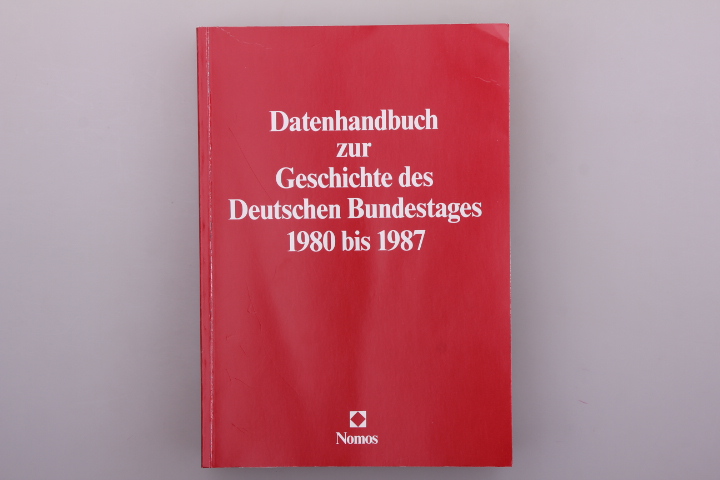 Datenhandbuch
zur
Geschichte des
Deutschen Bundestages
1980 bis 1987
Nomos